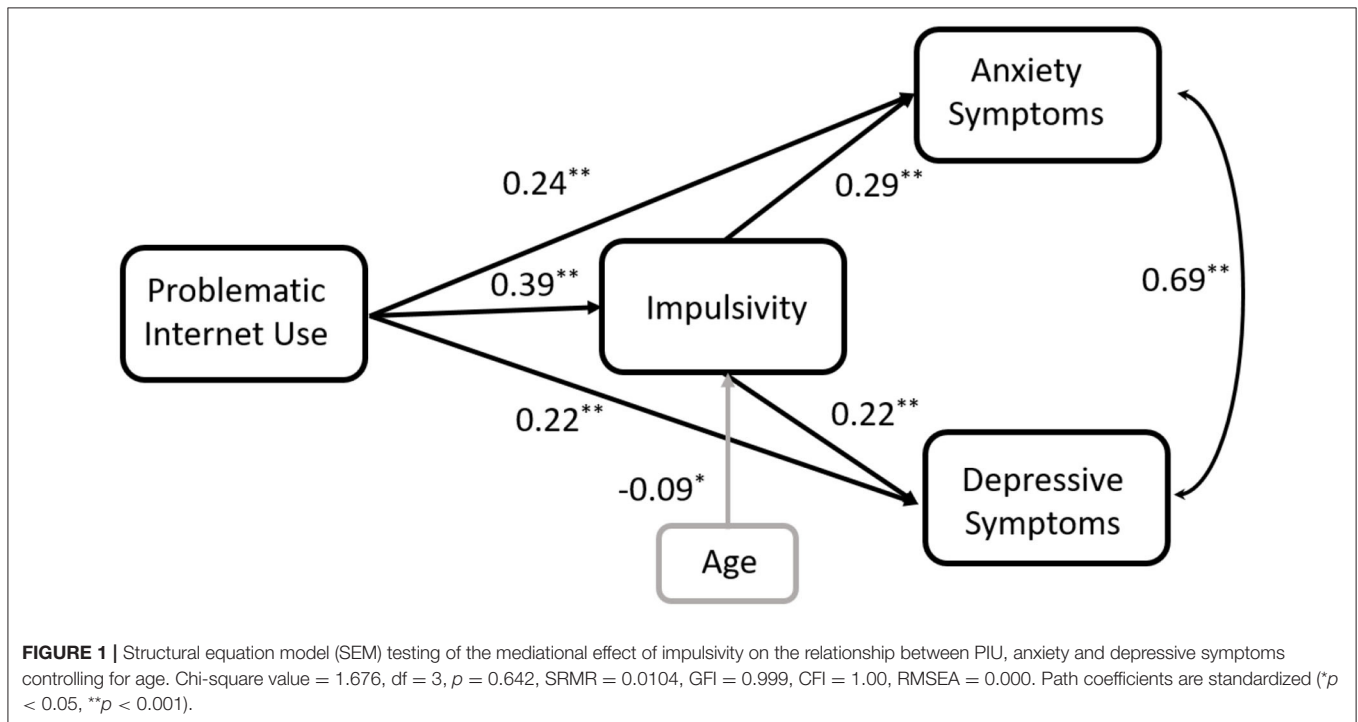 Anxiety
Symptoms
0.24**
0.29**
Problematic
Internet Use
0.39**
Impulsivity
0.69**
0.22**
0.22**
-0.09*
Depressive
Symptoms
Age
FIGURE 1 | Structural equation model (SEM) testing of the mediational effect of impulsivity on the relationship between PIU, anxiety and depressive symptoms
controlling for age. Chi-square value = 1.676, df = 3, p = 0.642, SRMR = 0.0104, GFI = 0.999, CFI = 1.00, RMSEA = 0.000. Path coefficients are standardized (*p
< 0.05, **p < 0.001).